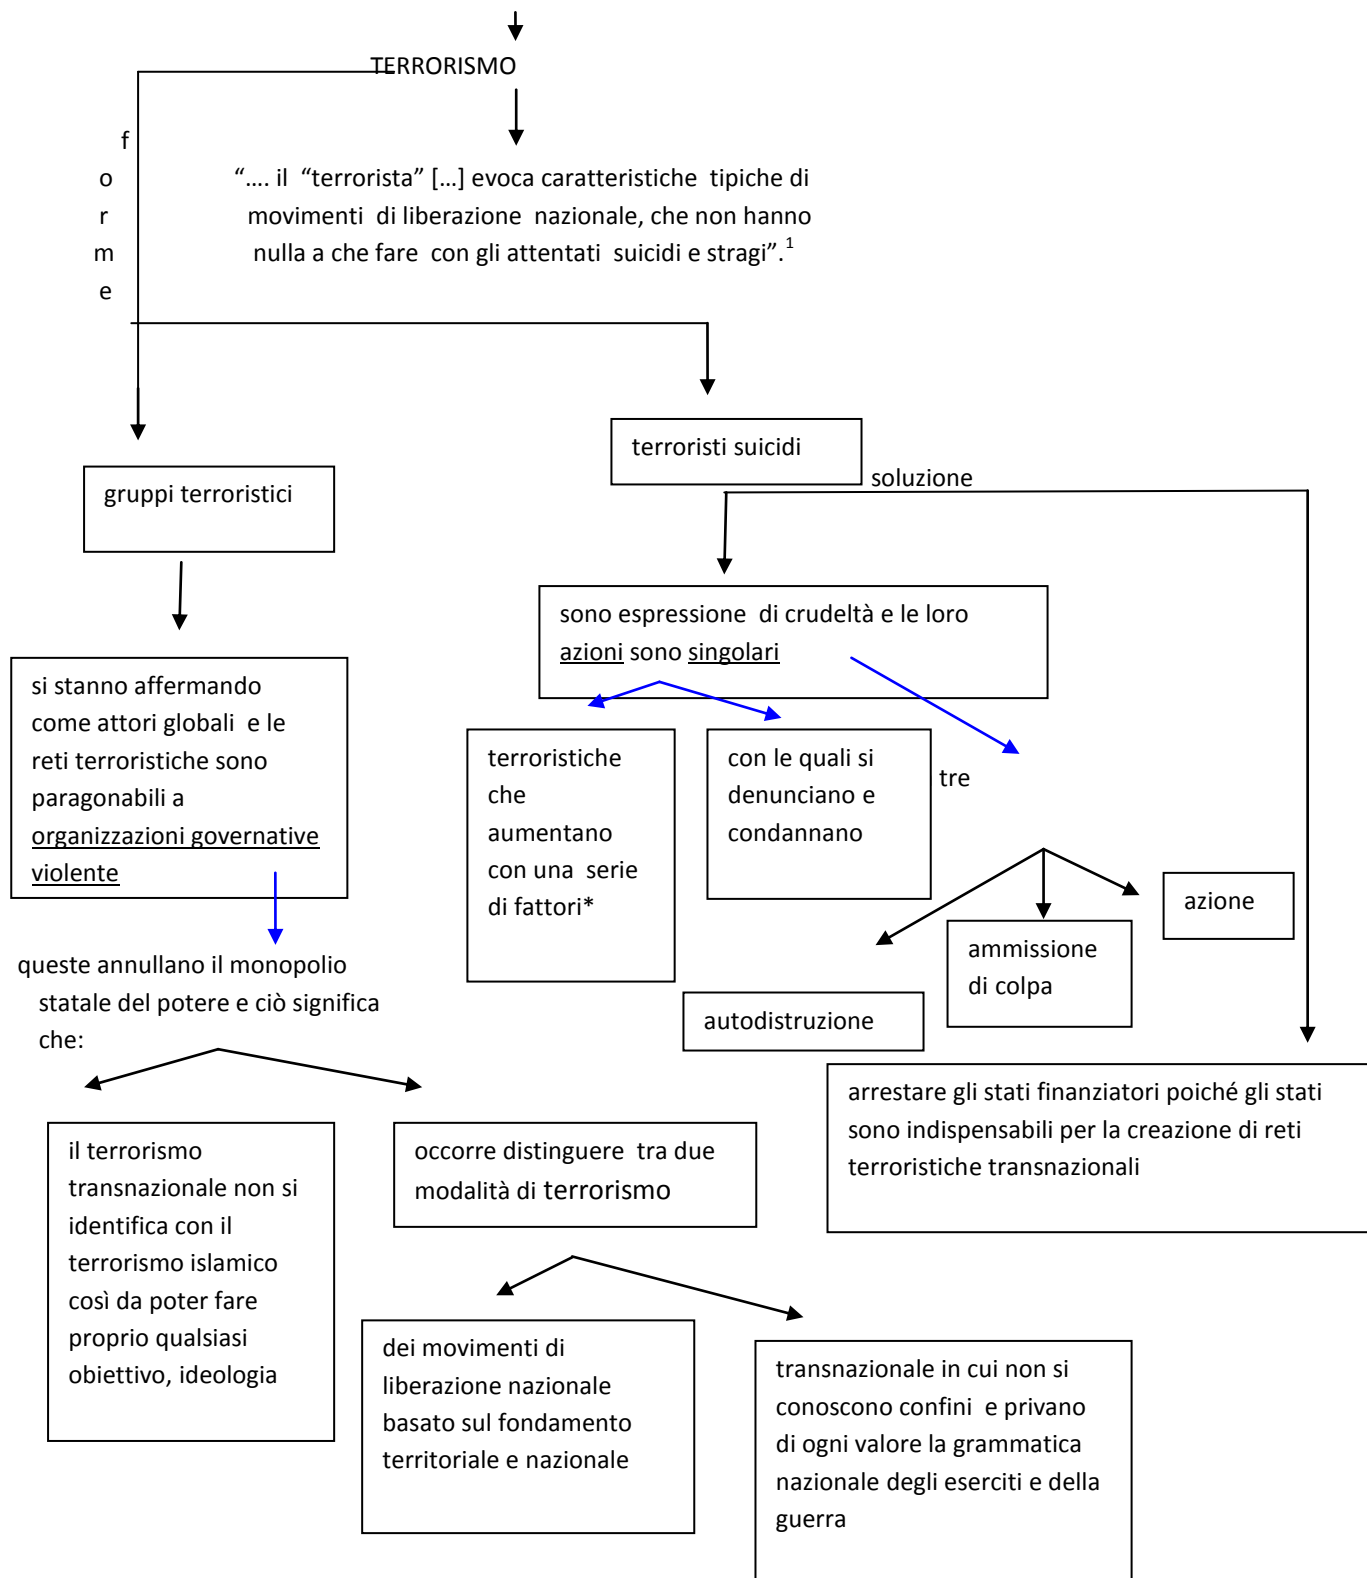 TERRORISMO
f
o
r
m
e
“…. il “terrorista” […] evoca caratteristiche tipiche di
movimenti di liberazione nazionale, che non hanno
nulla a che fare con gli attentati suicidi e stragi”.1
terroristi suicidi
soluzione
gruppi terroristici
sono espressione di crudeltà e le loro
azioni sono singolari
si stanno affermando
come attori globali e le
reti terroristiche sono
paragonabili a
organizzazioni governative
violente
terroristiche
che
aumentano
con una serie
di fattori*
con le quali si
denunciano e
condannano
tre
azione
ammissione
di colpa
autodistruzione
queste annullano il monopolio
statale del potere e ciò significa
che:
arrestare gli stati finanziatori poiché gli stati
sono indispensabili per la creazione di reti
terroristiche transnazionali
il terrorismo
transnazionale non si
identifica con il
terrorismo islamico
così da poter fare
proprio qualsiasi
obiettivo, ideologia
occorre distinguere tra due
modalità di terrorismo
dei movimenti di
liberazione nazionale
basato sul fondamento
territoriale e nazionale
transnazionale in cui non si
conoscono confini e privano
di ogni valore la grammatica
nazionale degli eserciti e della
guerra